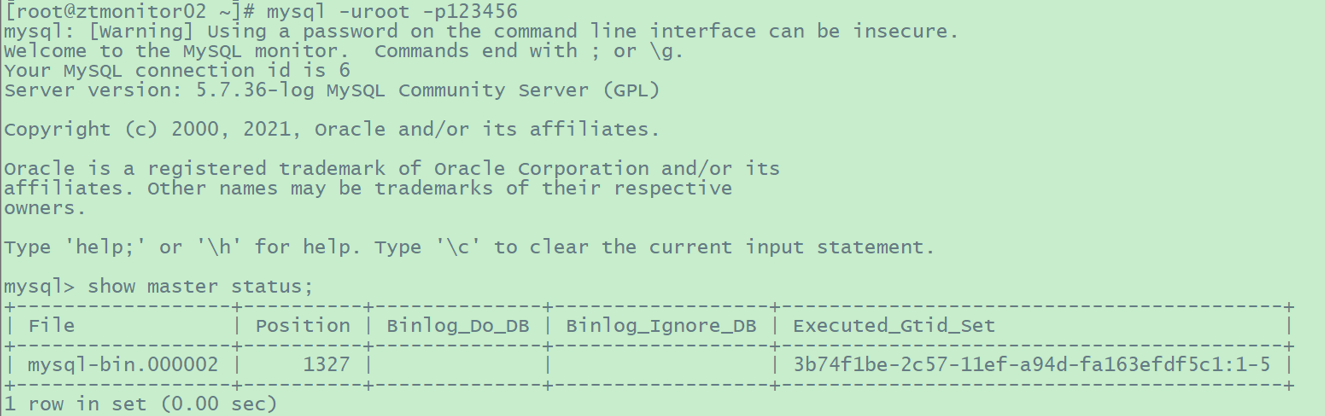 [root@ztmonitor02 ~]# mysql -uroot -p123456
mysql: [Warning] Using a password on the command line interface can be insecure.
Welcome to the MySQL monitor.  Commands end with ; or \g.
Your MySQL connection id is 6
Server version: 5.7.36-log MySQL Community Server (GPL)
Copyright (c) 2000, 2021, Oracle and/or its affiliates.
Oracle is a registered trademark of Oracle Corporation and/or its
affiliates. Other names may be trademarks of their respective
owners.
Type 'help;' or '\h' for help. Type '\c' to clear the current input statement.
mysql> show master status;
+------------------+----------+--------------+------------------+------------------------------------------+
| File             | Position | Binlog_Do_DB | Binlog_Ignore_DB | Executed_Gtid_Set                        |
+------------------+----------+--------------+------------------+------------------------------------------+
| mysql-bin.000002 |     1327 |              |                  | 3b74f1be-2c57-11ef-a94d-fa163efdf5c1:1-5 |
+------------------+----------+--------------+------------------+------------------------------------------+
1 row in set (0.00 sec)